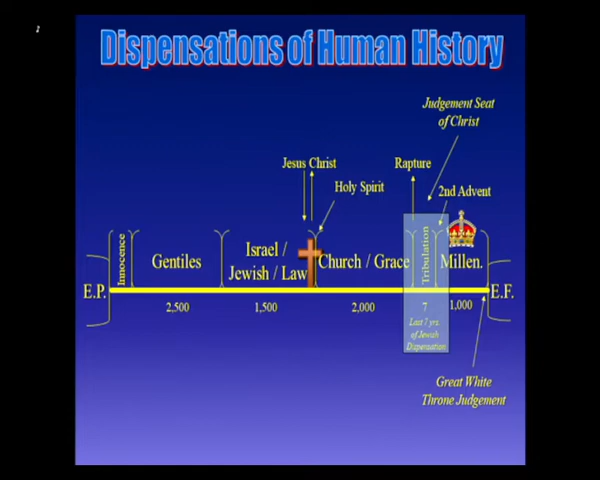 Dispensations of Human History
Judgement Seat
of Christ
Jesus Christ
Rapture
Holy Spirit
2nd Advent
Innocence
Gentiles
Israel /
Jewish / Law
Church / Grace
Tribulation
Millen.
E.P.
E.F.
2,500
1,500
2,000
7
1,000
Last 7 yrs.
of Jewish
Dispensation
Great White
Throne Judgement